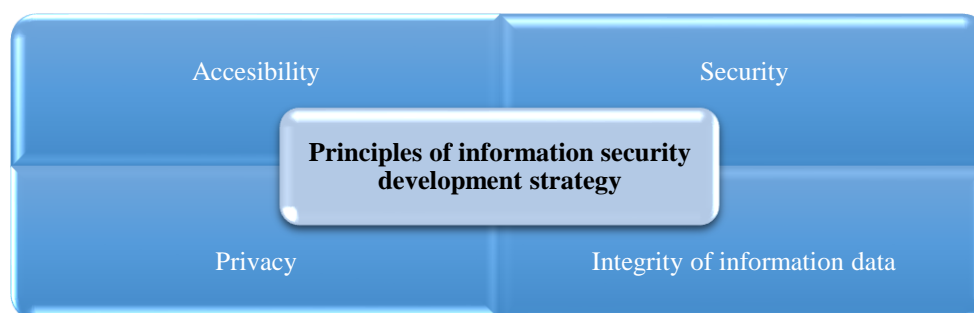 Accesibility
Security
Principles of information security
development strategy
Privacy
Integrity of information data